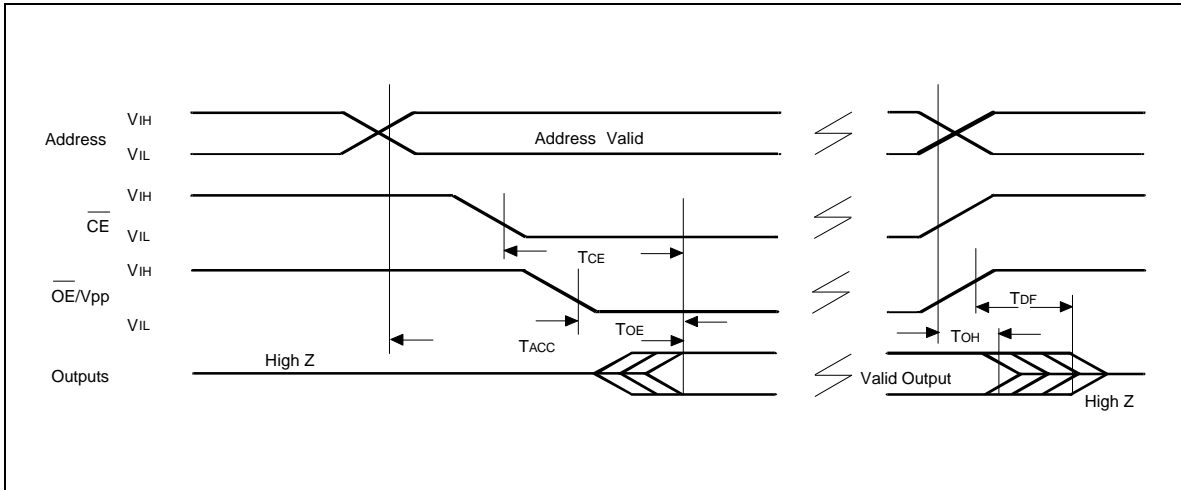 VIH
Address
Address Valid
VIL
VIH
CE
VIL
TCE
VIH
OE/Vpp
TDF
TOE
TOH
VIL
TACC
High Z
Outputs
Valid Output
High Z